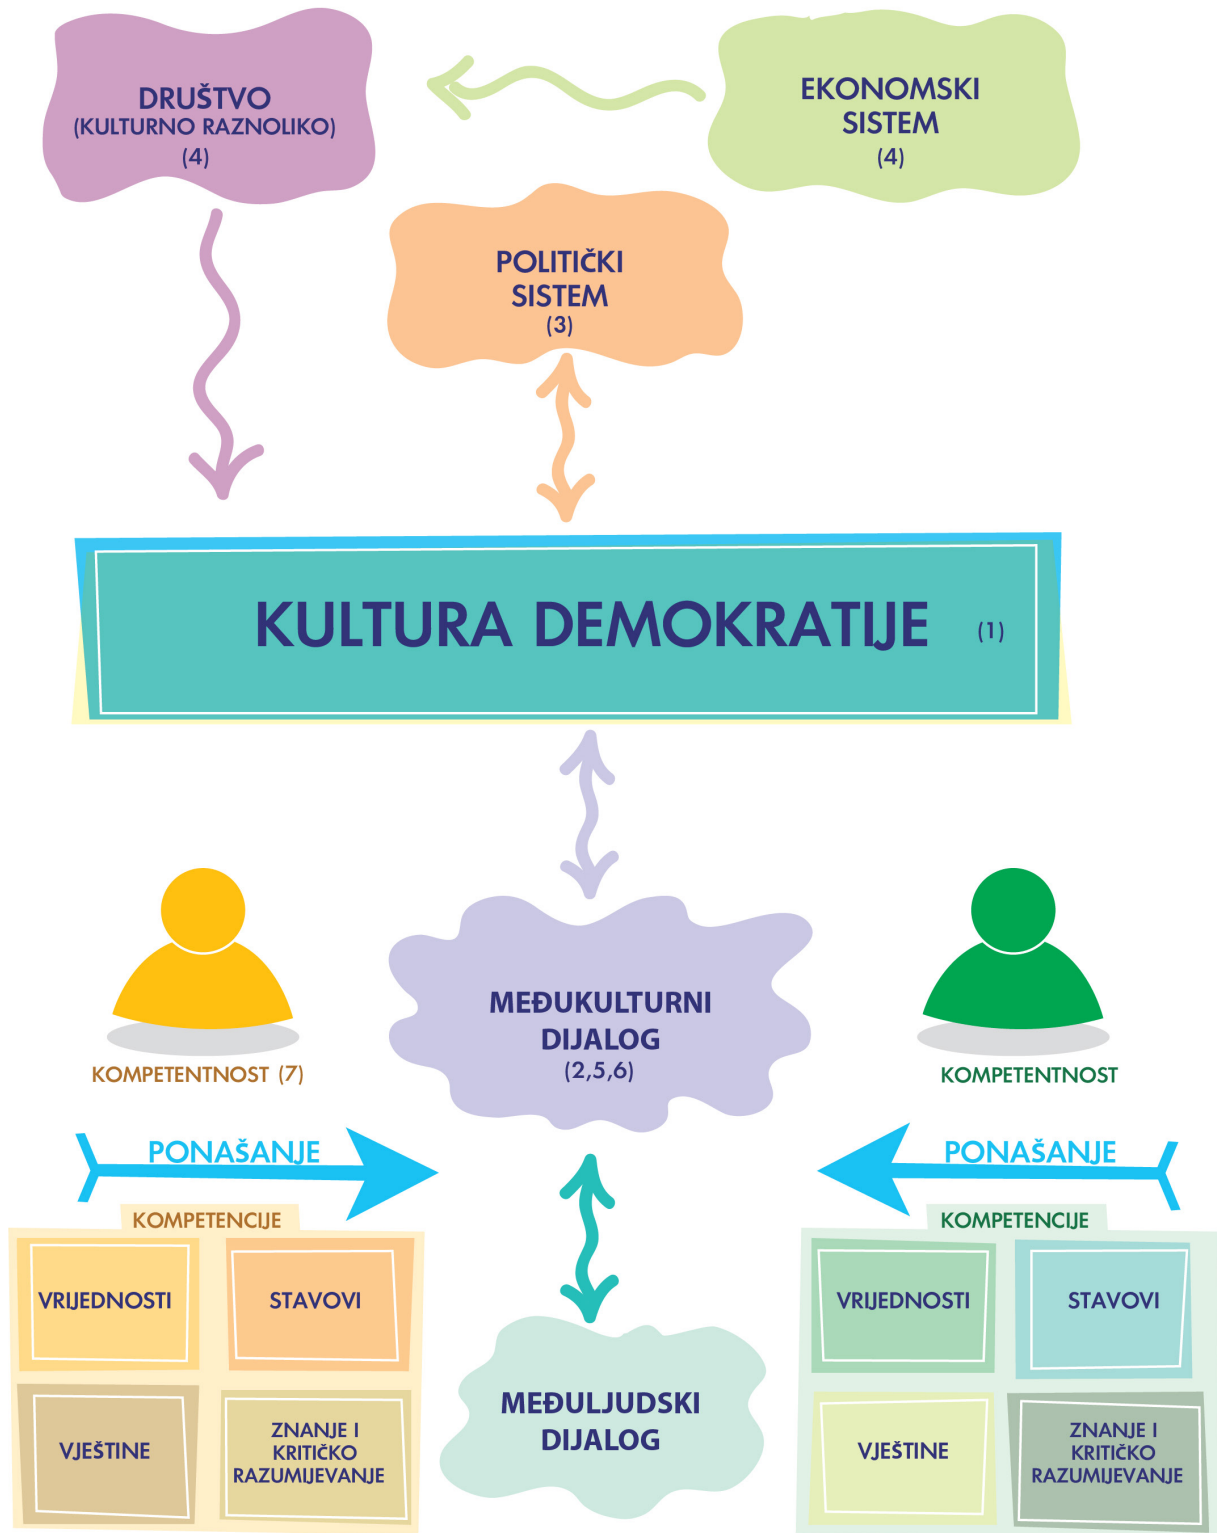 DRUŠTVO
(KULTURNO RAZNOLIKO)
(4)
EKONOMSKI
SISTEM
(4)
POLITIČKI
SISTEM
(3)
KULTURA DEMOKRATIJE (1)
MEĐUKULTURNI
DIJALOG
(2,5,6)
KOMPETENTNOST (7)
KOMPETENTNOST
PONAŠANJE
PONAŠANJE
KOMPETENCIJE
VRIJEDNOSTI
STAVOVI
VJEŠTINE
ZNANJE I
KRITIČKO
RAZUMIJEVANJE
MEĐULJUDSKI
DIJALOG
KOMPETENCIJE
VRIJEDNOSTI
STAVOVI
VJEŠTINE
ZNANJE I
KRITIČKO
RAZUMIJEVANJE